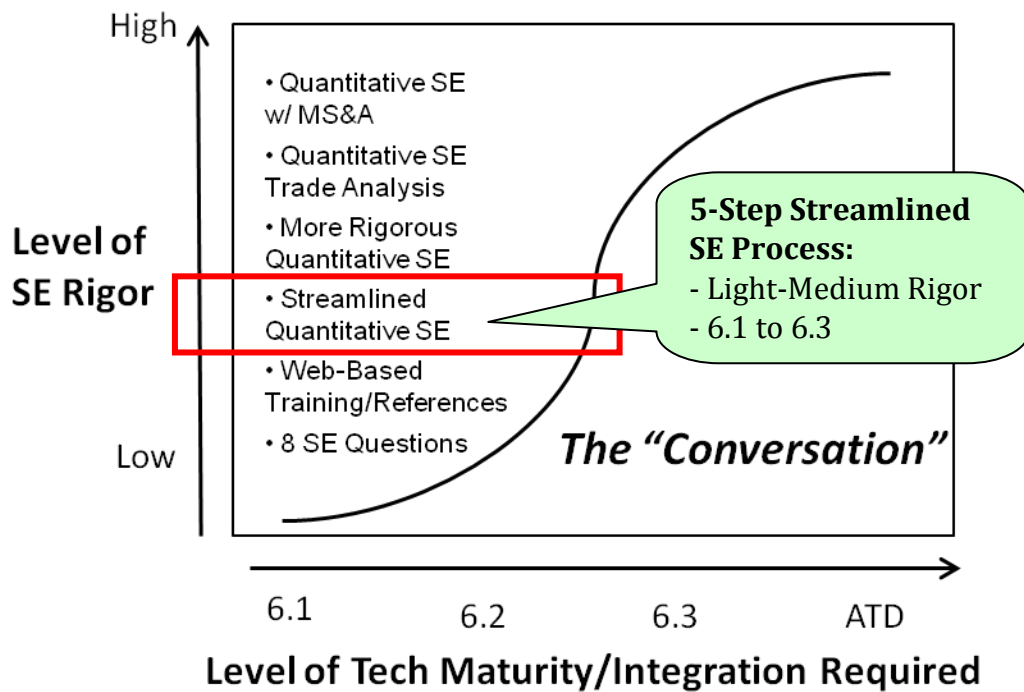 High
• Quantitative SE
w/ MS&A
• Quantitative SE
Trade Analysis
• More Rigorous
Quantitative SE
• Streamlined
Quantitative SE
• Web-Based
Training/References
• 8 SE Questions
Level of
SE Rigor
Low
5-Step Streamlined
SE Process:
- Light-Medium Rigor
- 6.1 to 6.3
The “Conversation”
6.1 6.2 6.3 ATD
Level of Tech Maturity/Integration Required